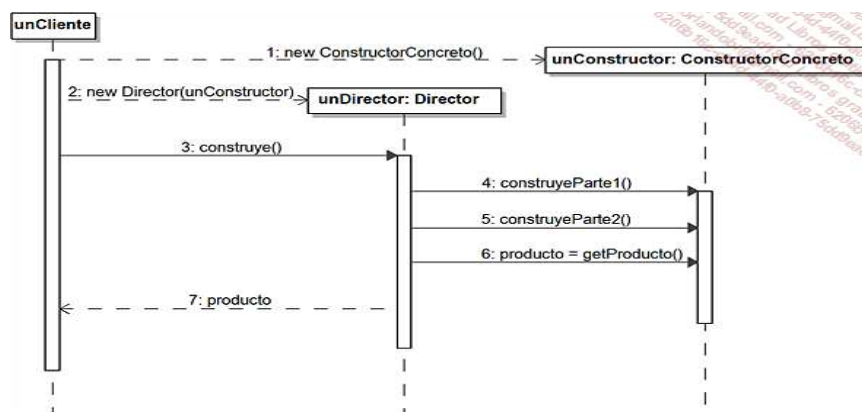 unCliente
1: new ConstructorConcreto()
unConstructor: ConstructorConcreto
2: new Director(unConstructor)
unDirector: Director
3: construye()
4: construyeParte1()
5: construyeParte2()
6: producto = getProducto()
7: producto